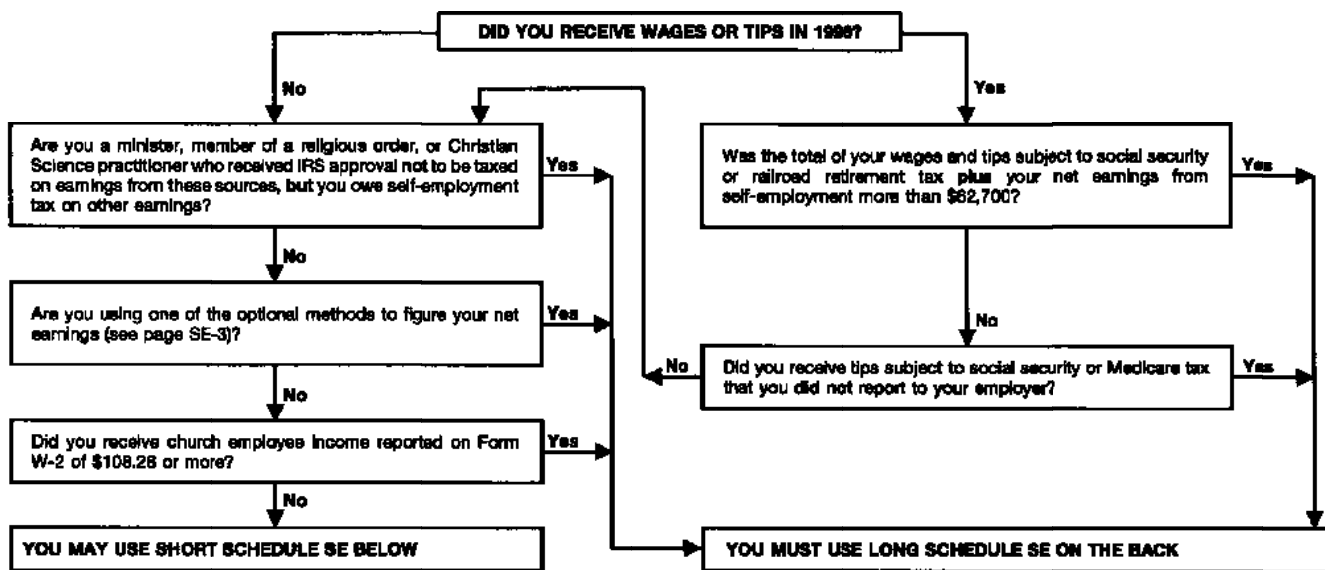 DID YOU RECEIVE WAGES OR TIPS IN 1996?
No
Yes
Are you a minister, member of a religious order, or Christian
Science practitioner who received IRS approval not to be taxed
on earnings from these sources, but you owe self-employment
tax on other earnings?
Yes
Was the total of your wages and tips subject to social security
or railroad retirement tax plus your net earnings from
self-employment more than $62,700?
Yes
No
No
Are you using one of the optional methods to figure your net
earnings (see page SE-3)?
Yes
No
Did you receive tips subject to social security or Medicare tax
that you did not report to your employer?
Yes
No
Did you receive church employee income reported on Form
W-2 of $108.28 or more?
Yes
No
YOU MAY USE SHORT SCHEDULE SE BELOW
YOU MUST USE LONG SCHEDULE SE ON THE BACK